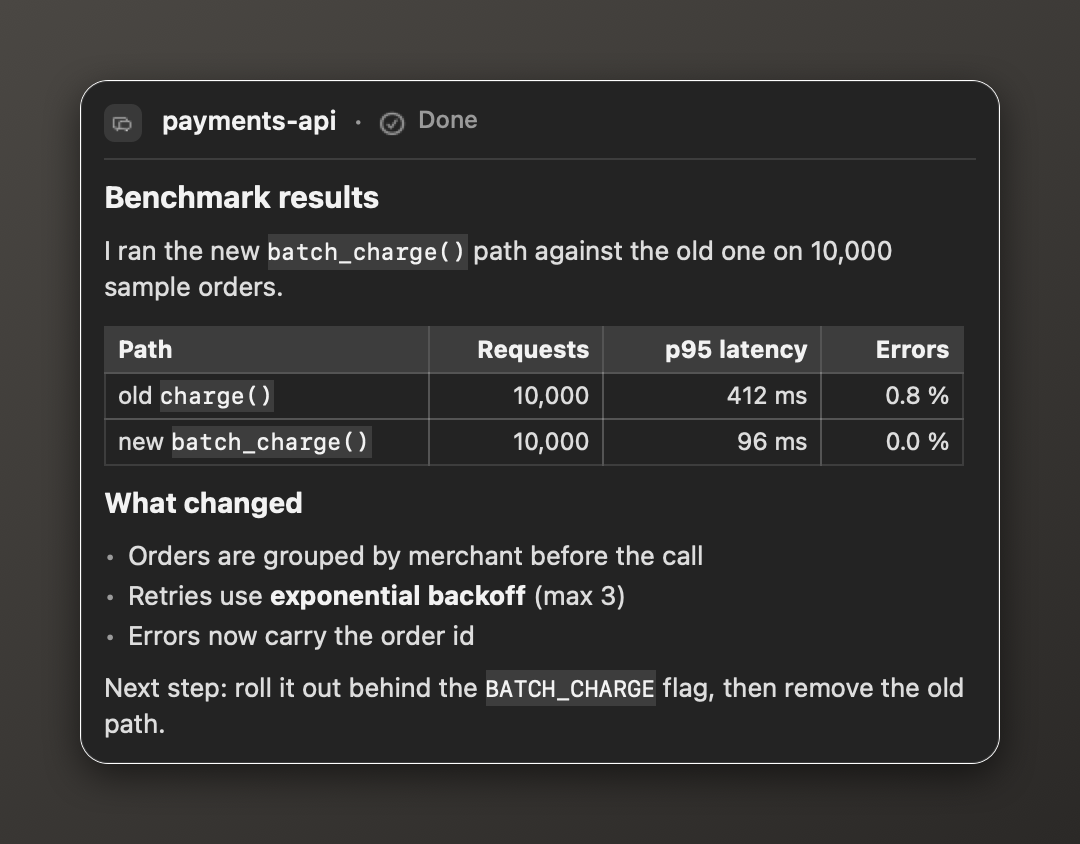 payments-api · Done
Benchmark results
I ran the new batch_charge() path against the old one on 10,000
sample orders.
Path Requests p95 latency Errors
old charge() 10,000 412 ms 0.8 %
new batch_charge() 10,000 96 ms 0.0 %
What changed
• Orders are grouped by merchant before the call
• Retries use exponential backoff (max 3)
• Errors now carry the order id
Next step: roll it out behind the BATCH_CHARGE flag, then remove the old
path.